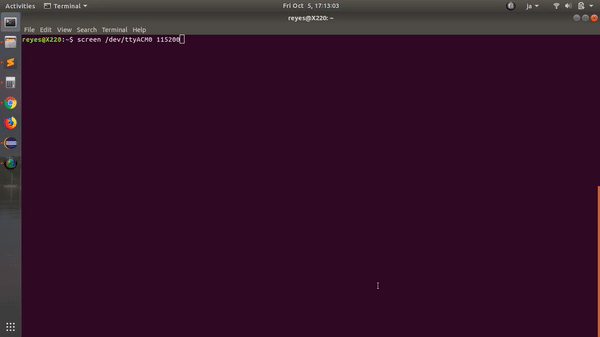 Activities Terminal Fri Oct 5, 17:13:03 ja
reyes@X220: ~
File Edit View Search Terminal Help
reyes@X220:~$ screen /dev/ttyACM0 115200